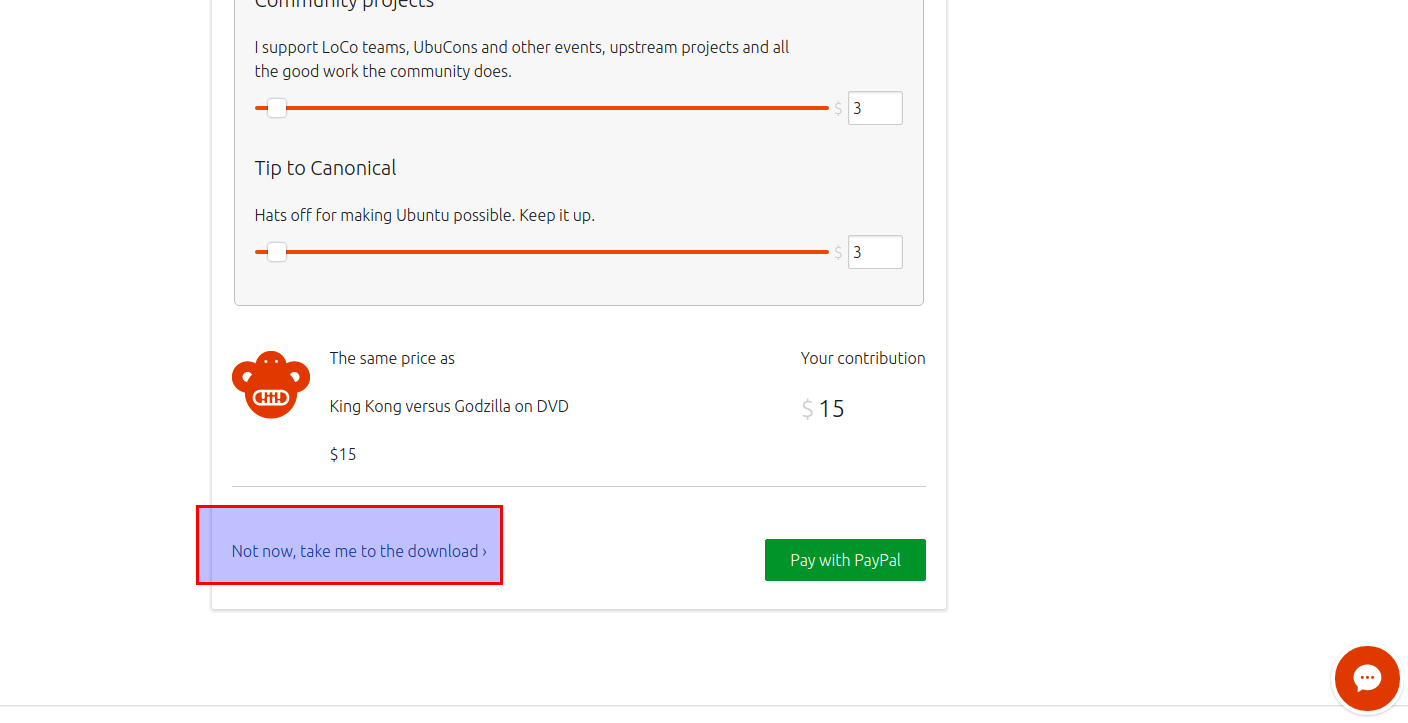 Community projects
I support LoCo teams, UbuCons and other events, upstream projects and all
the good work the community does.
$ 3
Tip to Canonical
Hats off for making Ubuntu possible. Keep it up.
$ 3
The same price as
Your contribution
King Kong versus Godzilla on DVD
$ 15
$15
Not now, take me to the download ›
Pay with PayPal